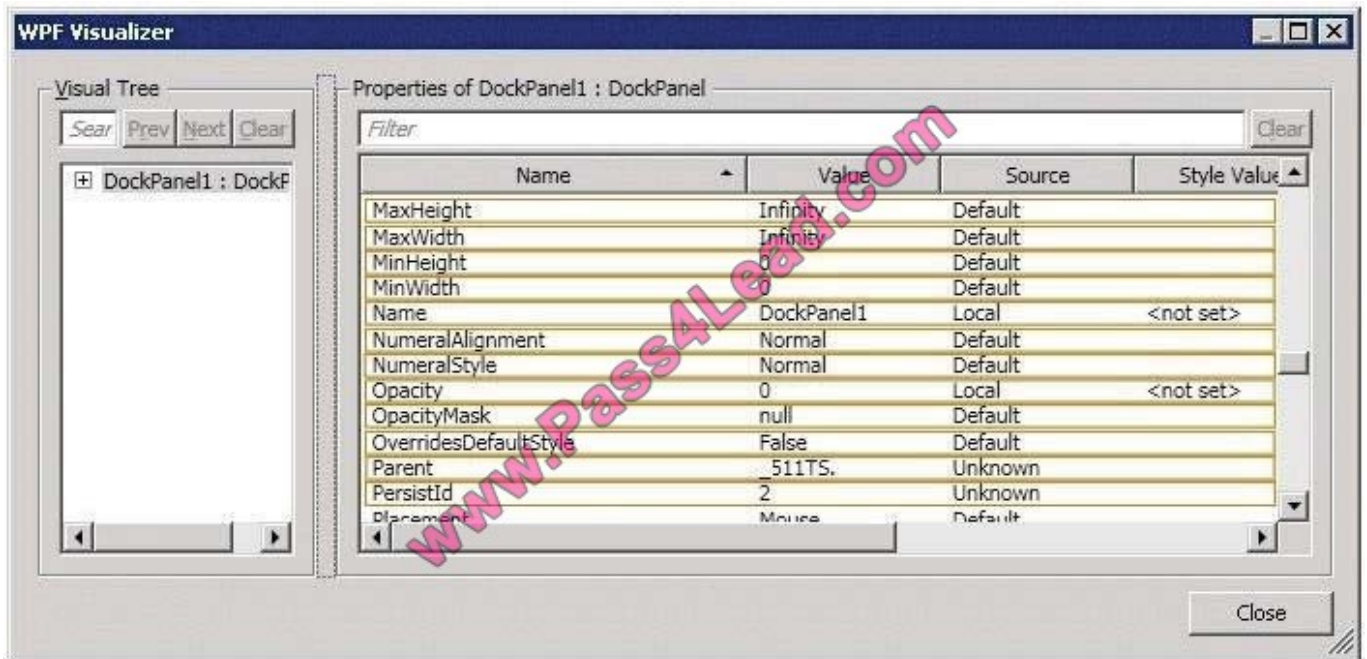 WPF Visualizer
Visual Tree
Sear Prev Next Clear
DockPanel1 : DockP
Properties of DockPanel1 : DockPanel
Filter Clear
Name Value Source Style Value
MaxHeight Infinity Default
MaxWidth Infinity Default
MinHeight 0 Default
MinWidth 0 Default
Name DockPanel1 Local <not set>
NumeralAlignment Normal Default
NumeralStyle Normal Default
Opacity 0 Local <not set>
OpacityMask null Default
OverridesDefaultStyle False Default
Parent _511TS. Unknown
PersistId 2 Unknown
Placement Mouse Default
Close
www.Pass4Lead.com